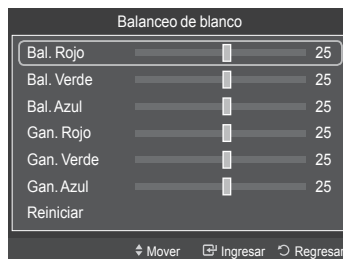 Balanceo de blanco
Bal. Rojo 25
Bal. Verde 25
Bal. Azul 25
Gan. Rojo 25
Gan. Verde 25
Gan. Azul 25
Reiniciar
Mover Ingresar Regresar